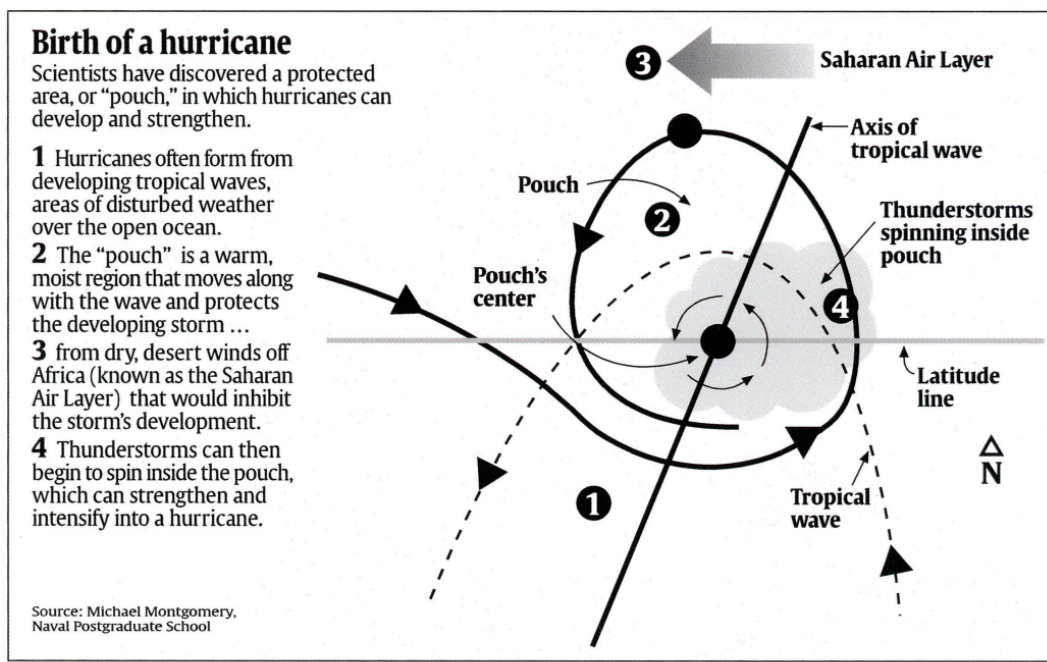 Birth of a hurricane
Scientists have discovered a protected
area, or “pouch,” in which hurricanes can
develop and strengthen.
1 Hurricanes often form from
developing tropical waves,
areas of disturbed weather
over the open ocean.
2 The “pouch” is a warm,
moist region that moves along
with the wave and protects
the developing storm ...
3 from dry, desert winds off
Africa (known as the Saharan
Air Layer) that would inhibit
the storm’s development.
4 Thunderstorms can then
begin to spin inside the pouch,
which can strengthen and
intensify into a hurricane.
Source: Michael Montgomery,
Naval Postgraduate School
3
Saharan Air Layer
Axis of
tropical wave
Pouch
2
Thunderstorms
spinning inside
pouch
Pouch’s
center
4
Latitude
line
N
1
Tropical
wave